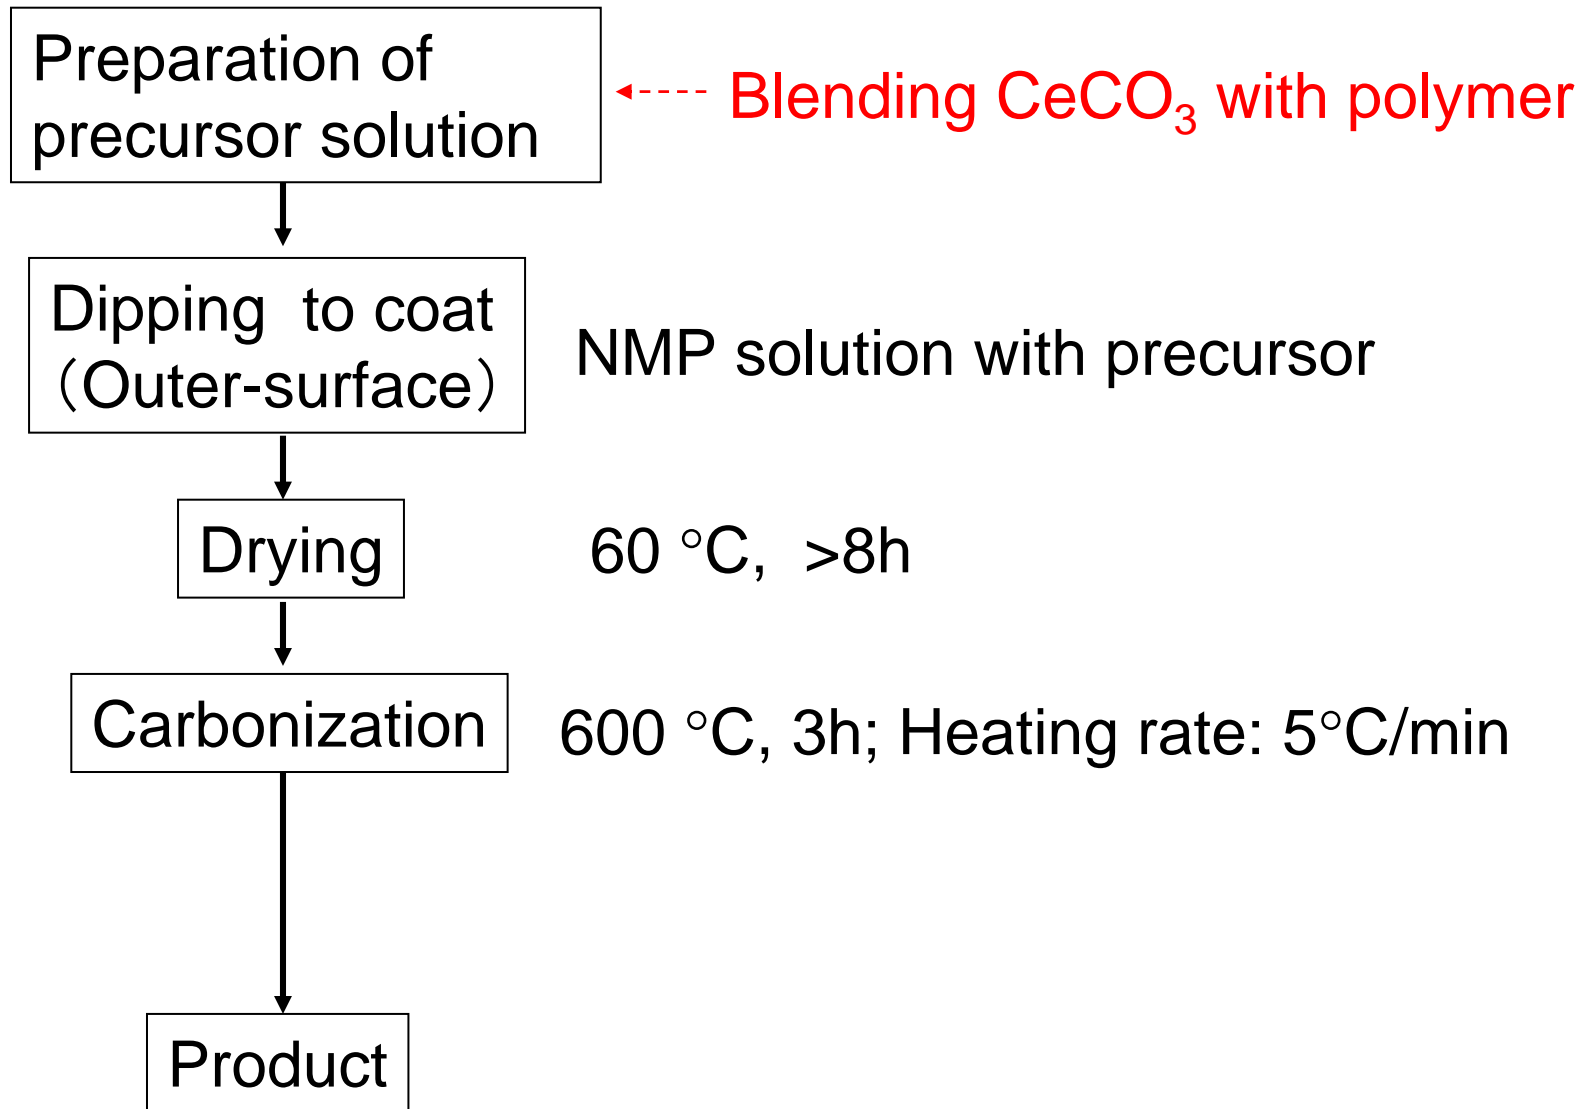 Preparation of
precursor solution
Blending CeCO₃ with polymer
Dipping to coat
（Outer-surface）
NMP solution with precursor
Drying
60 °C, >8h
Carbonization
600 °C, 3h; Heating rate: 5°C/min
Product